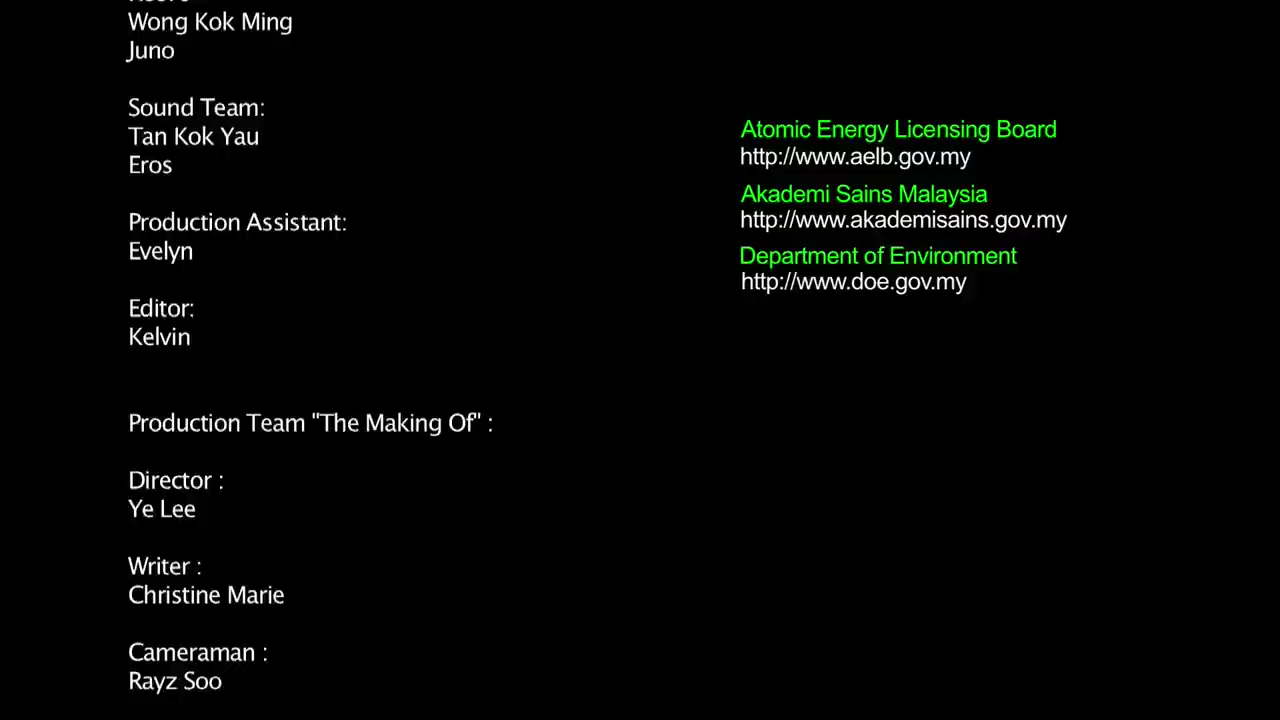 Wong Kok Ming
Juno
Sound Team:
Tan Kok Yau
Eros
Production Assistant:
Evelyn
Editor:
Kelvin
Production Team "The Making Of" :
Director :
Ye Lee
Writer :
Christine Marie
Cameraman :
Rayz Soo
Atomic Energy Licensing Board
http://www.aelb.gov.my
Akademi Sains Malaysia
http://www.akademisains.gov.my
Department of Environment
http://www.doe.gov.my